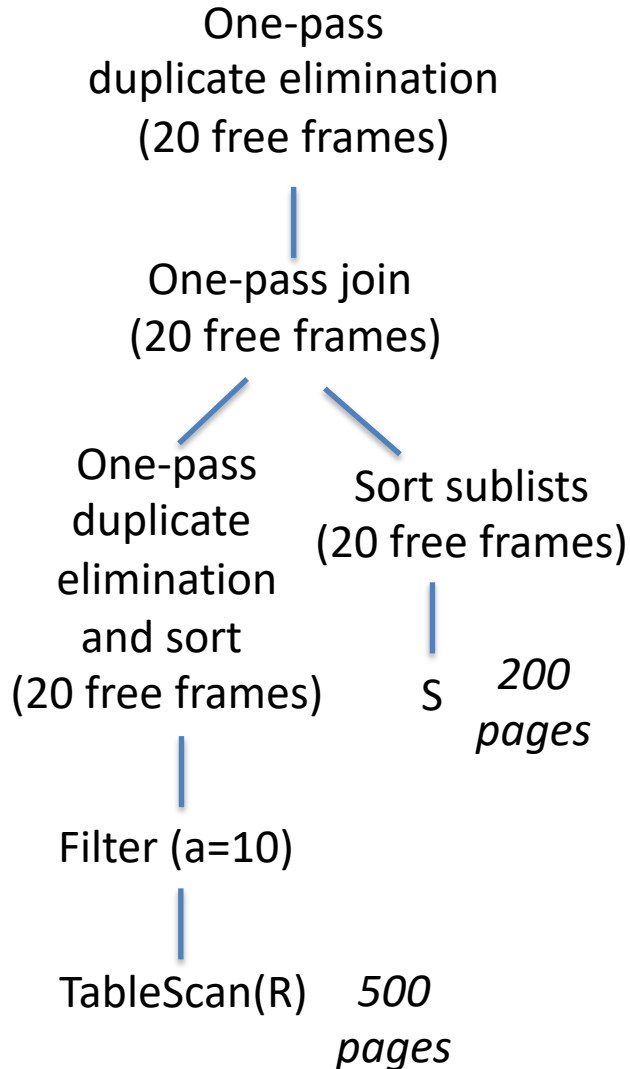 One-pass
duplicate elimination
(20 free frames)
One-pass join
(20 free frames)
One-pass
duplicate
elimination
and sort
(20 free frames)
Sort sublists
(20 free frames)
S
200
pages
Filter (a=10)
TableScan(R)
500
pages